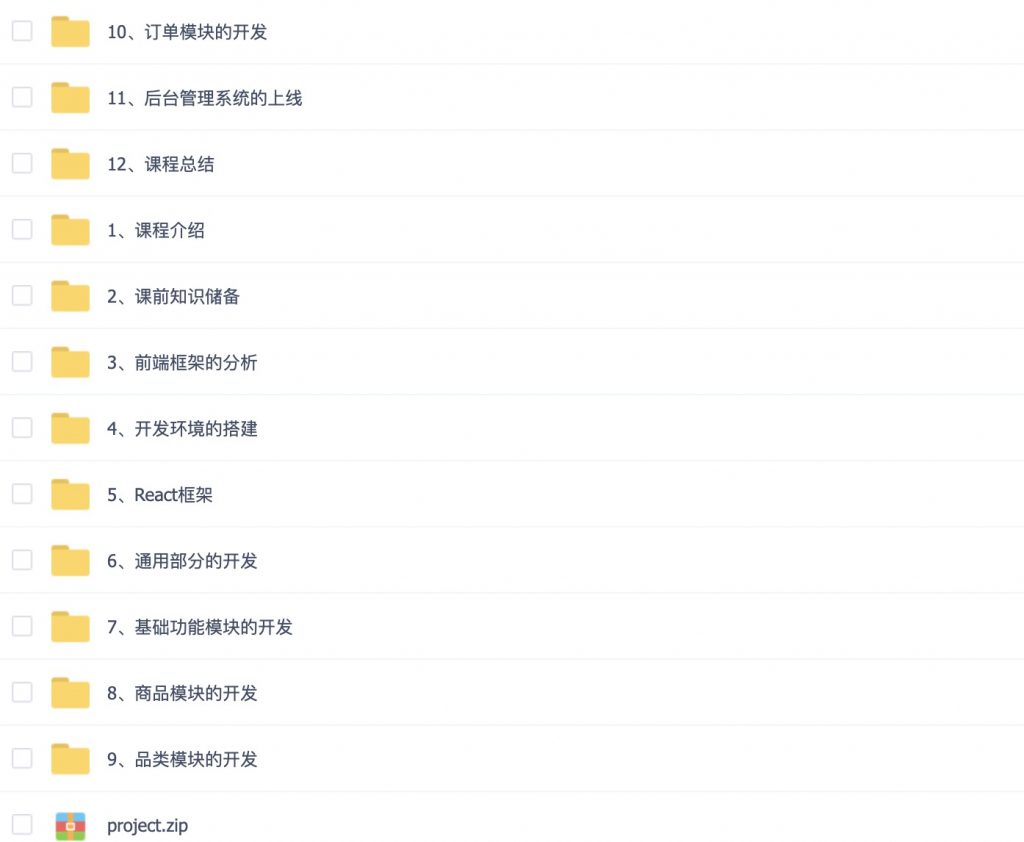 10、订单模块的开发
11、后台管理系统的上线
12、课程总结
1、课程介绍
2、课前知识储备
3、前端框架的分析
4、开发环境的搭建
5、React框架
6、通用部分的开发
7、基础功能模块的开发
8、商品模块的开发
9、品类模块的开发
project.zip